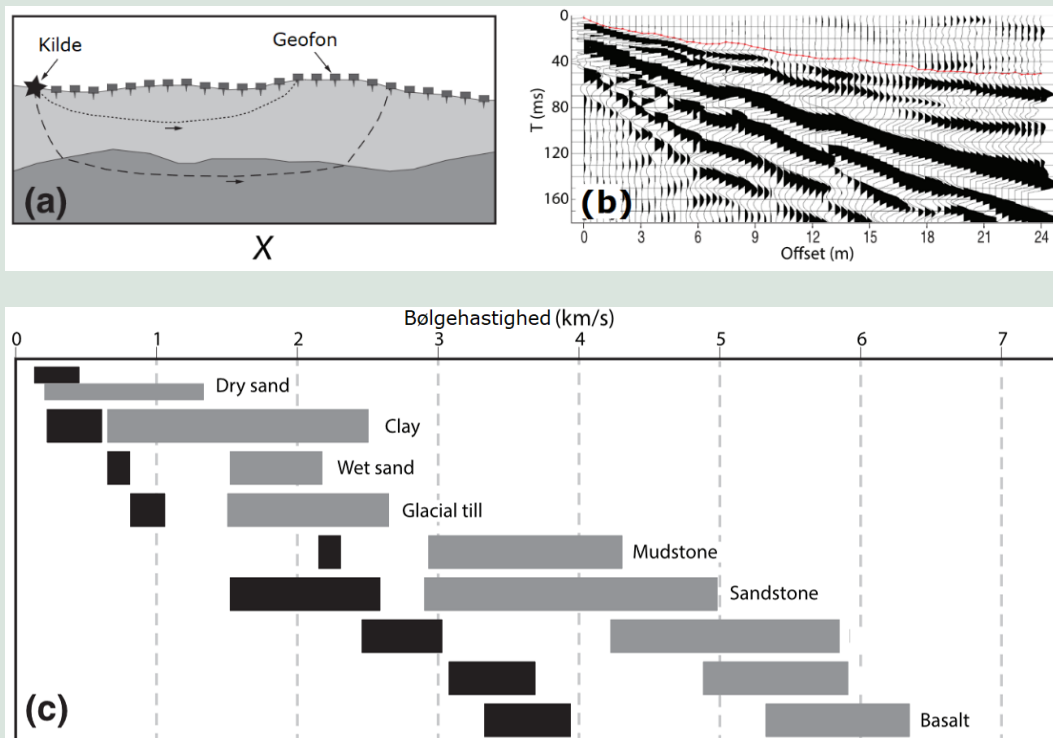 Kilde
Geofon
(a)
X
0
40
80
120
160
T (ms)
(b)
0 3 6 9 12 15 18 21 24
Offset (m)
Bølgehastighed (km/s)
0 1 2 3 4 5 6 7
Dry sand
Clay
Wet sand
Glacial till
Mudstone
Sandstone
Basalt
(c)